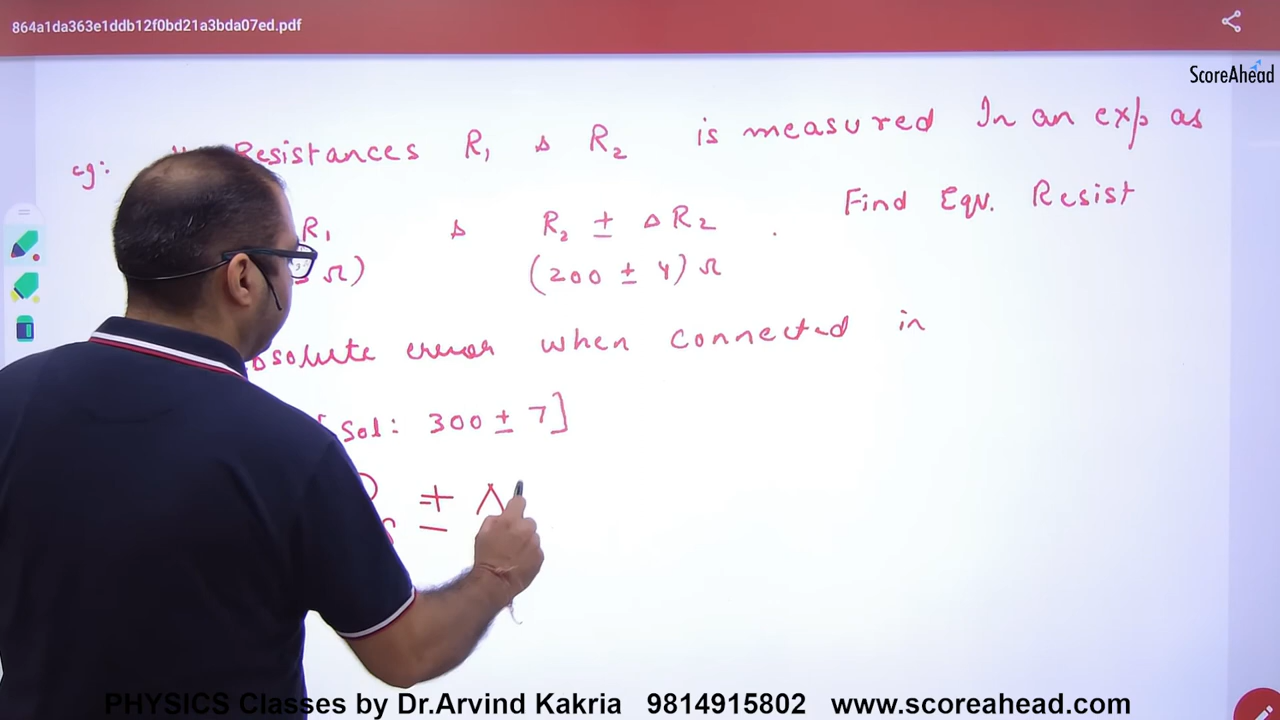 864a1da363e1ddb12f0bd21a3bda07ed.pdf
ScoreAhead
eg: Resistances R₁ & R₂ is measured In an exp as
R₁ & R₂ ± ΔR₂ . Find Eqv. Resist
Ω) (200 ± 4) Ω
absolute error when connected in
[Sol: 300 ± 7]
± Δ
PHYSICS Classes by Dr.Arvind Kakria 9814915802 www.scoreahead.com